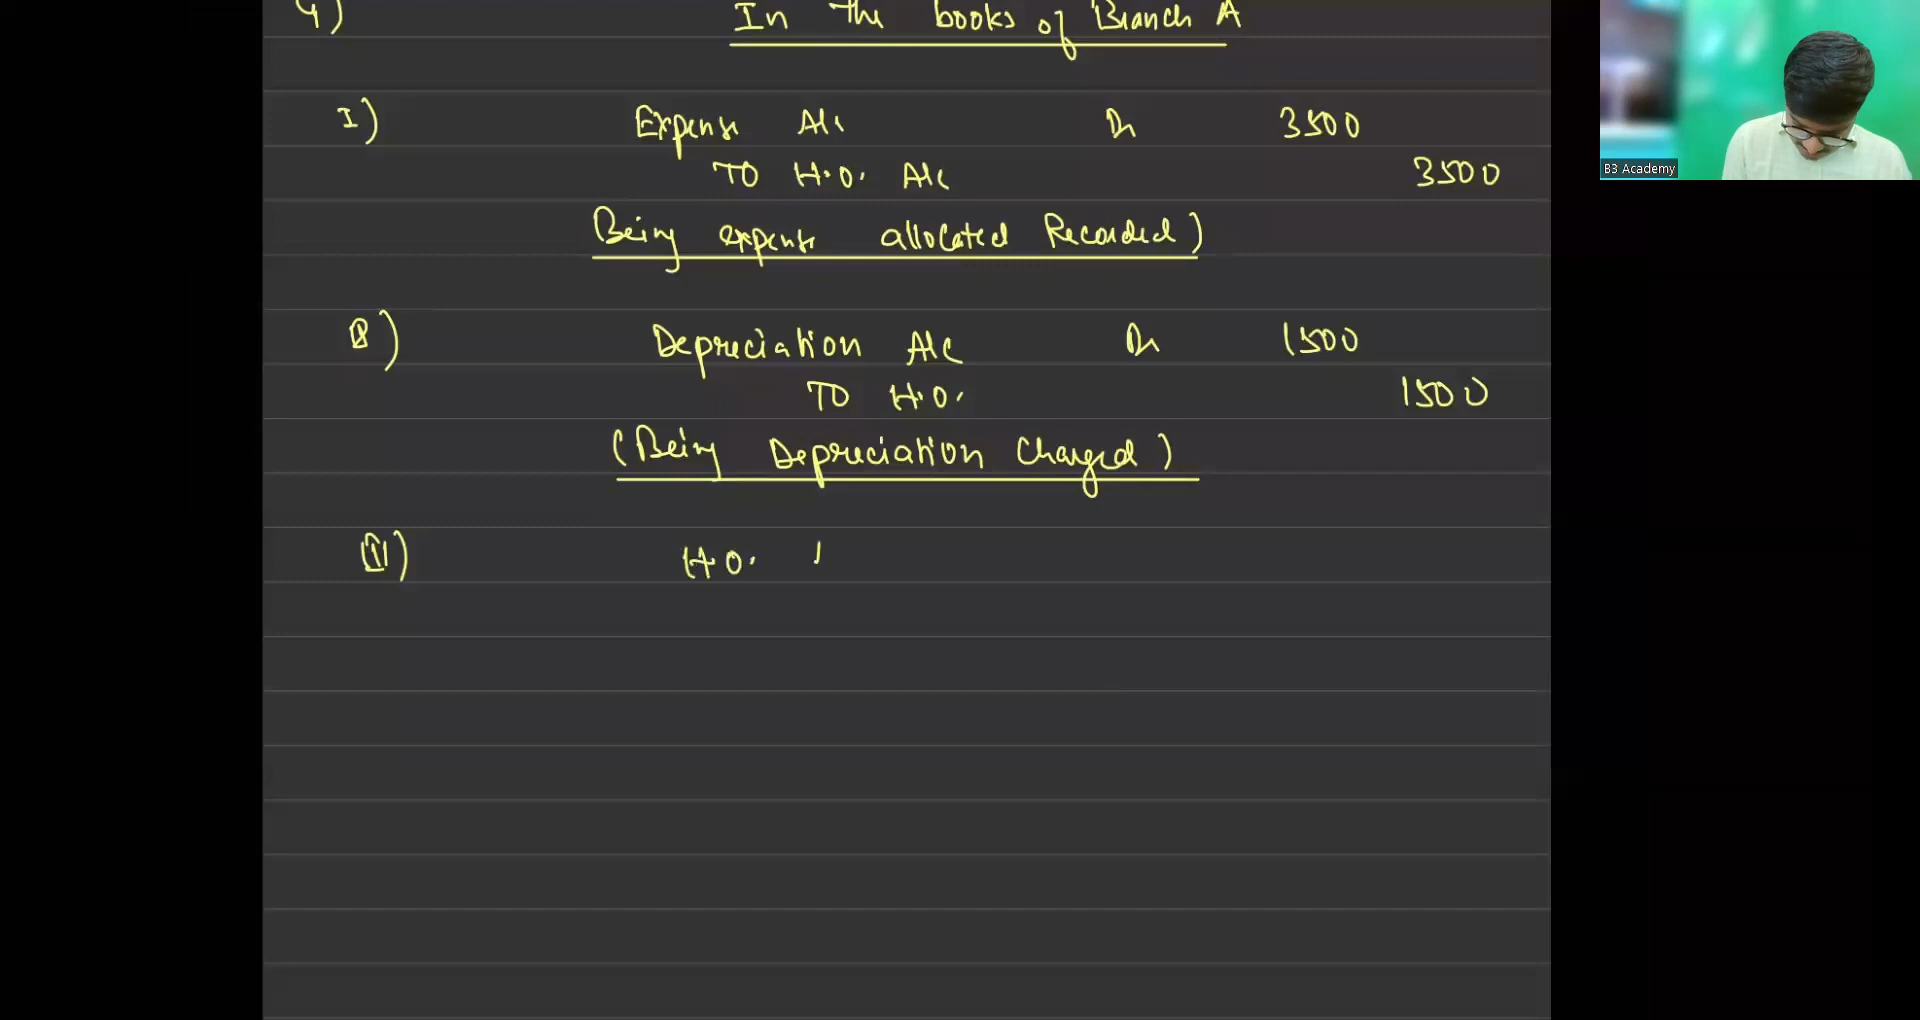 4) In the books of Branch A
I) Expense A/c Dr 3500
TO H.O. A/c 3500
Being expense allocated Recorded)
II) Depreciation A/c Dr 1500
TO H.O. 1500
(Being Depreciation Charged)
III) H.O.
B3 Academy